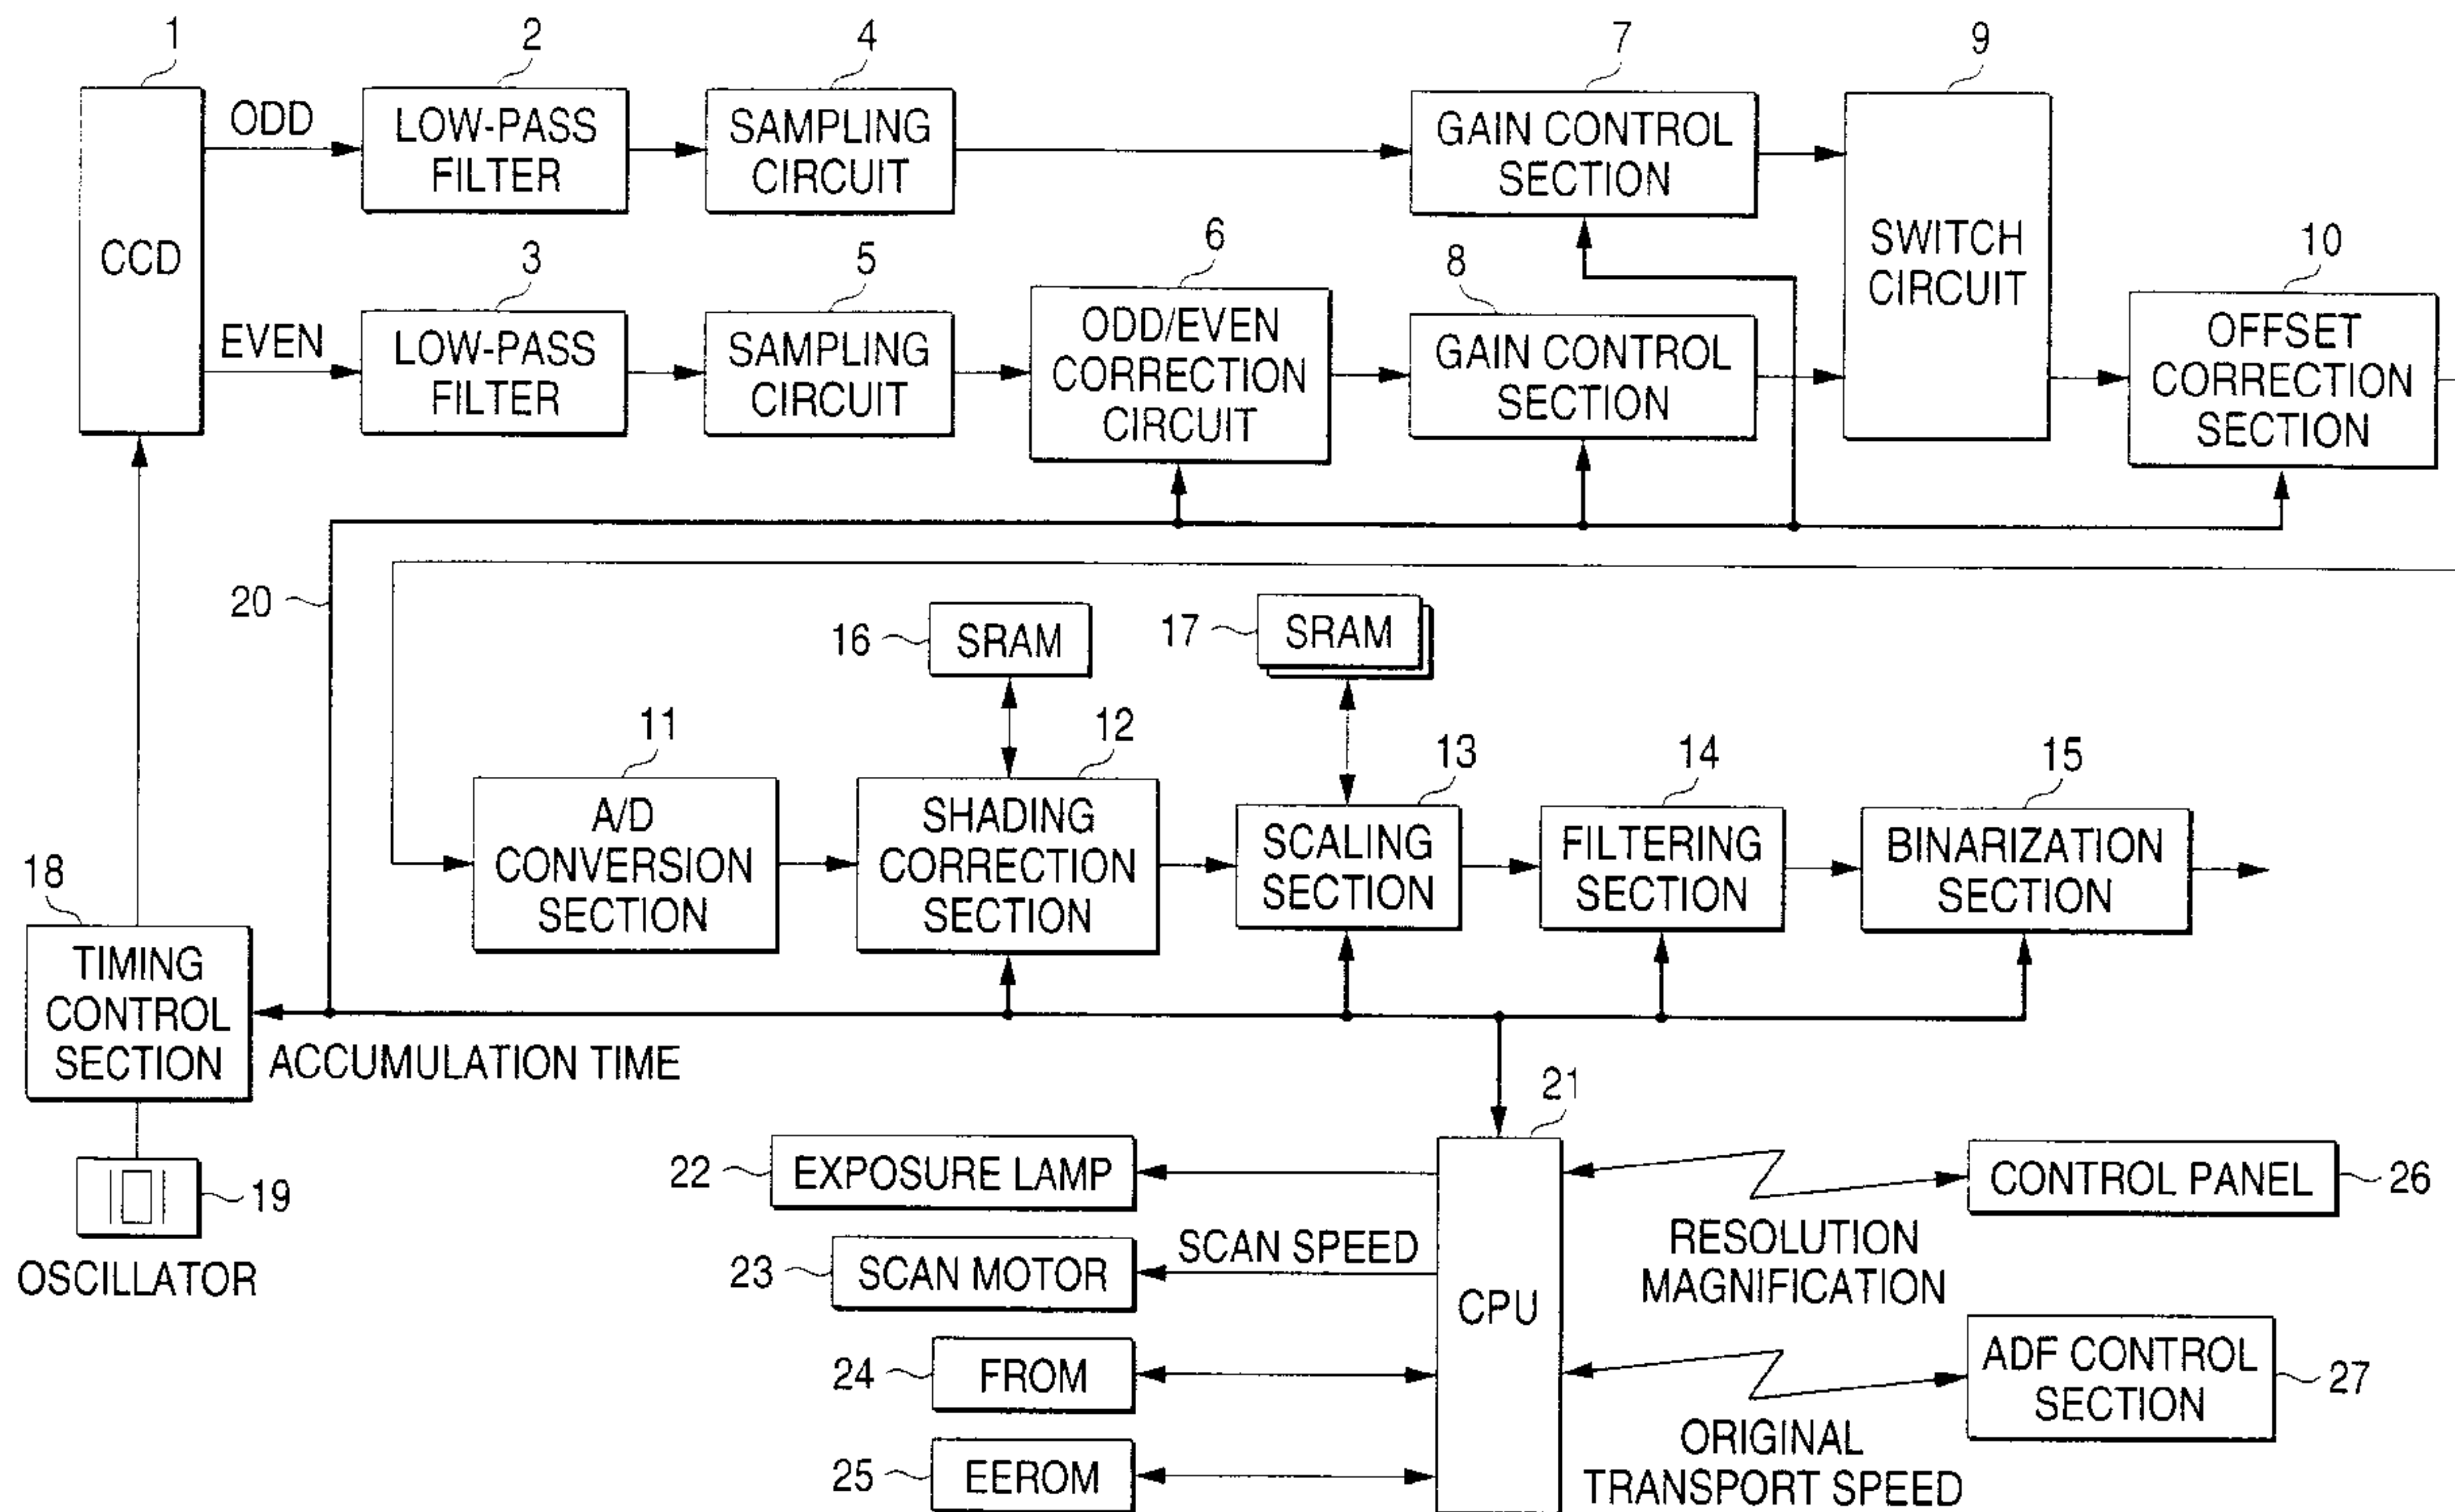 1
2
4
7
9
ODD
LOW-PASS
FILTER
SAMPLING
CIRCUIT
GAIN CONTROL
SECTION
CCD
SWITCH
CIRCUIT
3
5
6
8
10
EVEN
LOW-PASS
FILTER
SAMPLING
CIRCUIT
ODD/EVEN
CORRECTION
CIRCUIT
GAIN CONTROL
SECTION
OFFSET
CORRECTION
SECTION
20
16
SRAM
17
SRAM
11
12
13
14
15
A/D
CONVERSION
SECTION
SHADING
CORRECTION
SECTION
SCALING
SECTION
FILTERING
SECTION
BINARIZATION
SECTION
18
TIMING
CONTROL
SECTION
ACCUMULATION TIME
19
OSCILLATOR
21
CPU
22
EXPOSURE LAMP
23
SCAN MOTOR
SCAN SPEED
24
FROM
25
EEROM
CONTROL PANEL
26
RESOLUTION
MAGNIFICATION
ADF CONTROL
SECTION
27
ORIGINAL
TRANSPORT SPEED